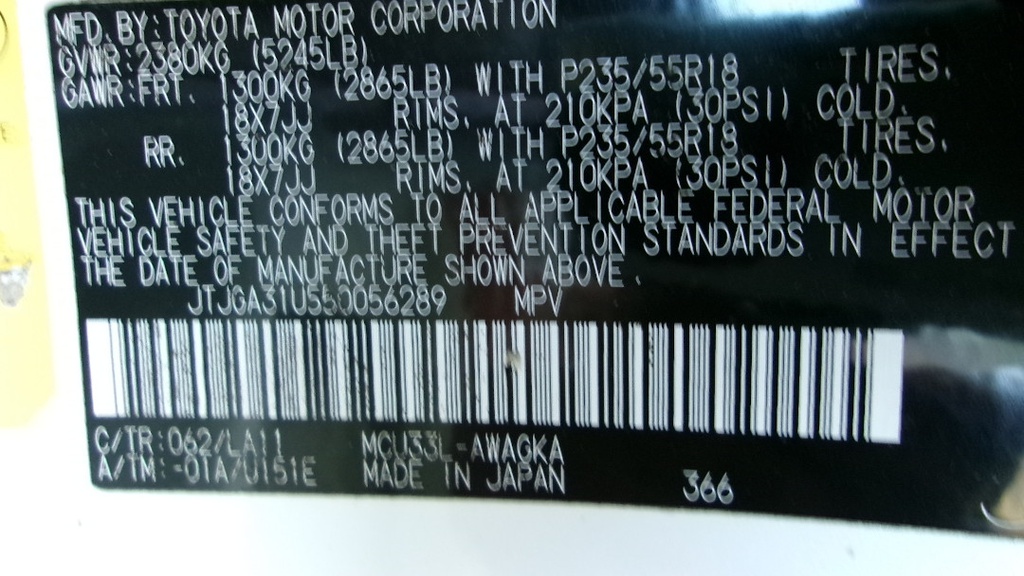 MFD. BY: TOYOTA MOTOR CORPORATION
GVWR: 2380KG (5245LB)
GAWR: FRT. 1300KG (2865LB) WITH P235/55R18 TIRES.
18X7JJ RIMS. AT 210KPA (30PSI) COLD.
RR. 1300KG (2865LB) WITH P235/55R18 TIRES.
18X7JJ RIMS. AT 210KPA (30PSI) COLD.
THIS VEHICLE CONFORMS TO ALL APPLICABLE FEDERAL MOTOR
VEHICLE SAFETY AND THEFT PREVENTION STANDARDS IN EFFECT
THE DATE OF MANUFACTURE SHOWN ABOVE.
JTJGA31U550056289 MPV
C/TR: 062/LA11 MCU33L-AWAGKA
A/TM: -01A/U151E MADE IN JAPAN 366